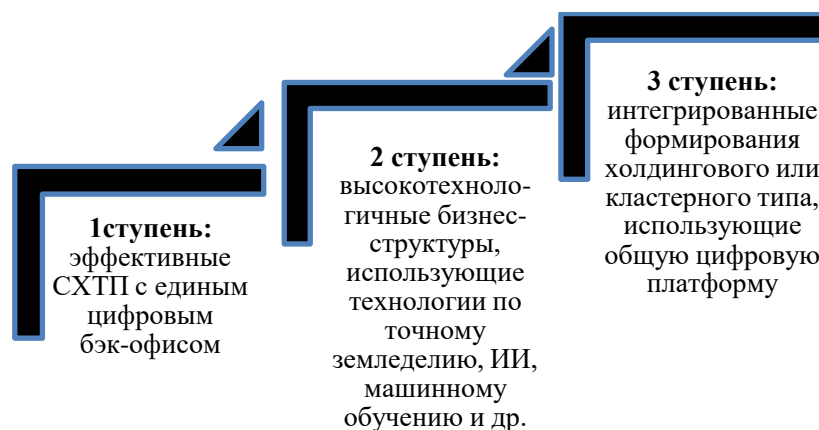 1ступень:
эффективные
СХТП с единым
цифровым
бэк-офисом
2 ступень:
высокотехноло-
гичные бизнес-
структуры,
использующие
технологии по
точному
земледелию, ИИ,
машинному
обучению и др.
3 ступень:
интегрированные
формирования
холдингового или
кластерного типа,
использующие
общую цифровую
платформу